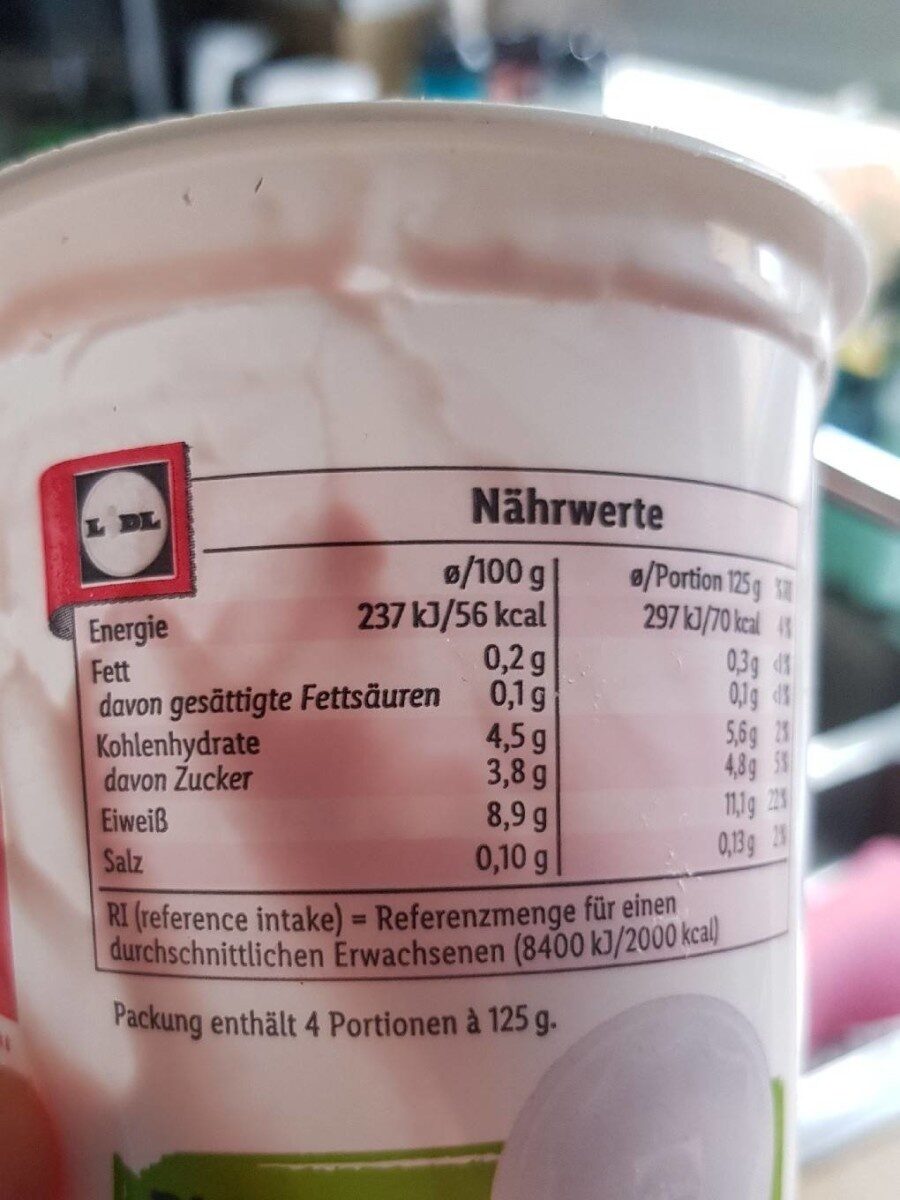 LIDL
Nährwerte
ø/100 g ø/Portion 125 g %RI
Energie 237 kJ/56 kcal 297 kJ/70 kcal 4%
Fett 0,2 g 0,3 g <1%
davon gesättigte Fettsäuren 0,1 g 0,1 g <1%
Kohlenhydrate 4,5 g 5,6 g 2%
davon Zucker 3,8 g 4,8 g 5%
Eiweiß 8,9 g 11,1 g 22%
Salz 0,10 g 0,13 g 2%
RI (reference intake) = Referenzmenge für einen
durchschnittlichen Erwachsenen (8400 kJ/2000 kcal)
Packung enthält 4 Portionen à 125 g.